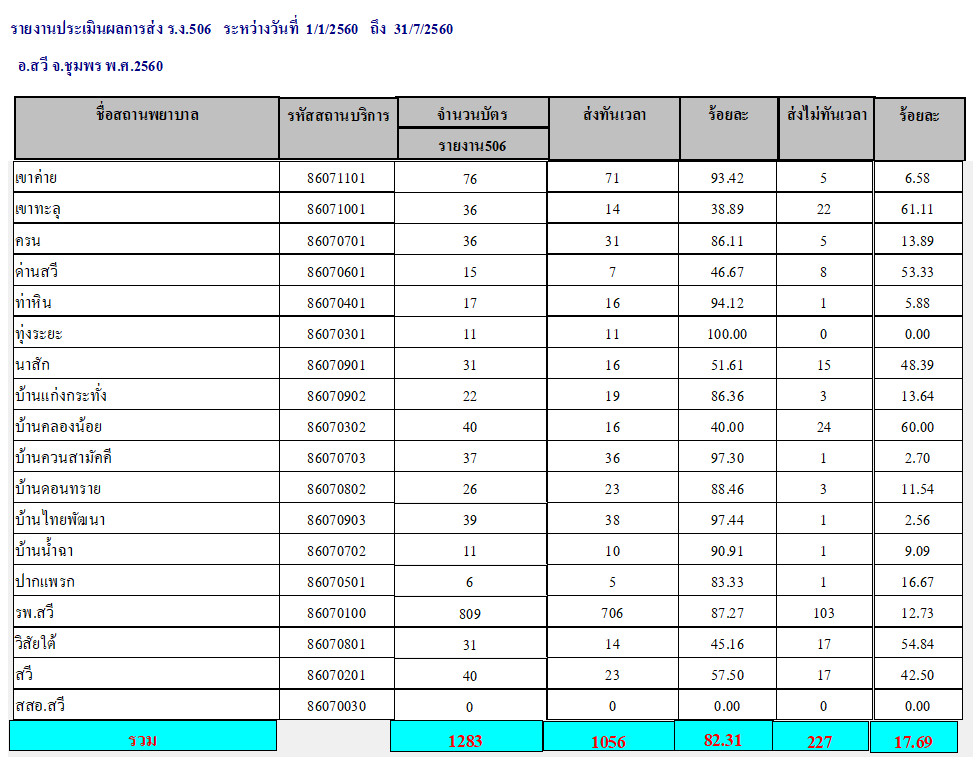 รายงานประเมินผลการส่ง ร.ง.506 ระหว่างวันที่ 1/1/2560 ถึง 31/7/2560
อ.สวี จ.ชุมพร พ.ศ.2560
ชื่อสถานพยาบาล รหัสสถานบริการ จำนวนบัตร ส่งทันเวลา ร้อยละ ส่งไม่ทันเวลา ร้อยละ
รายงาน506
เขาค่าย 86071101 76 71 93.42 5 6.58
เขาทะลุ 86071001 36 14 38.89 22 61.11
ครน 86070701 36 31 86.11 5 13.89
ด่านสวี 86070601 15 7 46.67 8 53.33
ท่าหิน 86070401 17 16 94.12 1 5.88
ทุ่งระยะ 86070301 11 11 100.00 0 0.00
นาสัก 86070901 31 16 51.61 15 48.39
บ้านแก่งกระทั่ง 86070902 22 19 86.36 3 13.64
บ้านคลองน้อย 86070302 40 16 40.00 24 60.00
บ้านควนสามัคคี 86070703 37 36 97.30 1 2.70
บ้านดอนทราย 86070802 26 23 88.46 3 11.54
บ้านไทยพัฒนา 86070903 39 38 97.44 1 2.56
บ้านน้ำฉา 86070702 11 10 90.91 1 9.09
ปากแพรก 86070501 6 5 83.33 1 16.67
รพ.สวี 86070100 809 706 87.27 103 12.73
วิสัยใต้ 86070801 31 14 45.16 17 54.84
สวี 86070201 40 23 57.50 17 42.50
สสอ.สวี 86070030 0 0 0.00 0 0.00
รวม 1283 1056 82.31 227 17.69